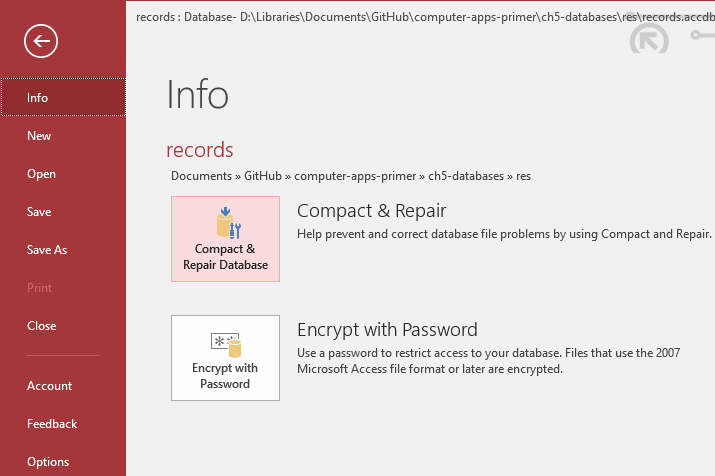 records : Database- D:\Libraries\Documents\GitHub\computer-apps-primer\ch5-databases\res\records.accdb
Info
New
Open
Save
Save As
Print
Close
Account
Feedback
Options
Info
records
Documents » GitHub » computer-apps-primer » ch5-databases » res
Compact &
Repair Database
Compact & Repair
Help prevent and correct database file problems by using Compact and Repair.
Encrypt with
Password
Encrypt with Password
Use a password to restrict access to your database. Files that use the 2007
Microsoft Access file format or later are encrypted.